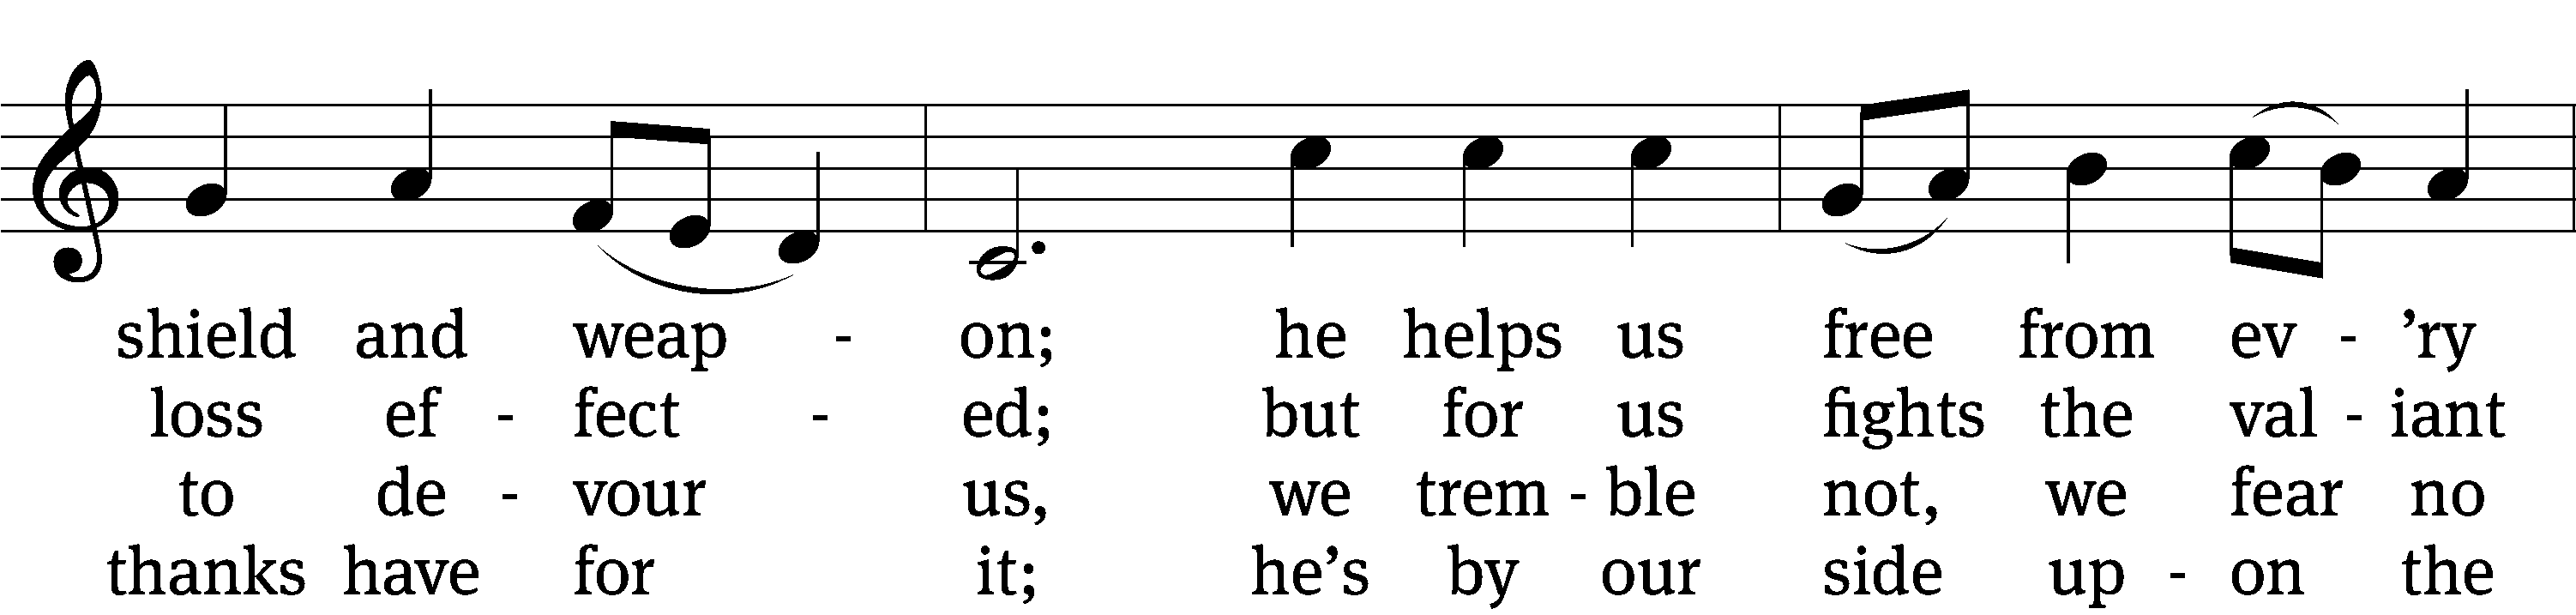 shield and weap - on; he helps us free from ev - ’ry
loss ef - fect - ed; but for us fights the val - iant
to de - vour us, we trem - ble not, we fear no
thanks have for it; he’s by our side up - on the